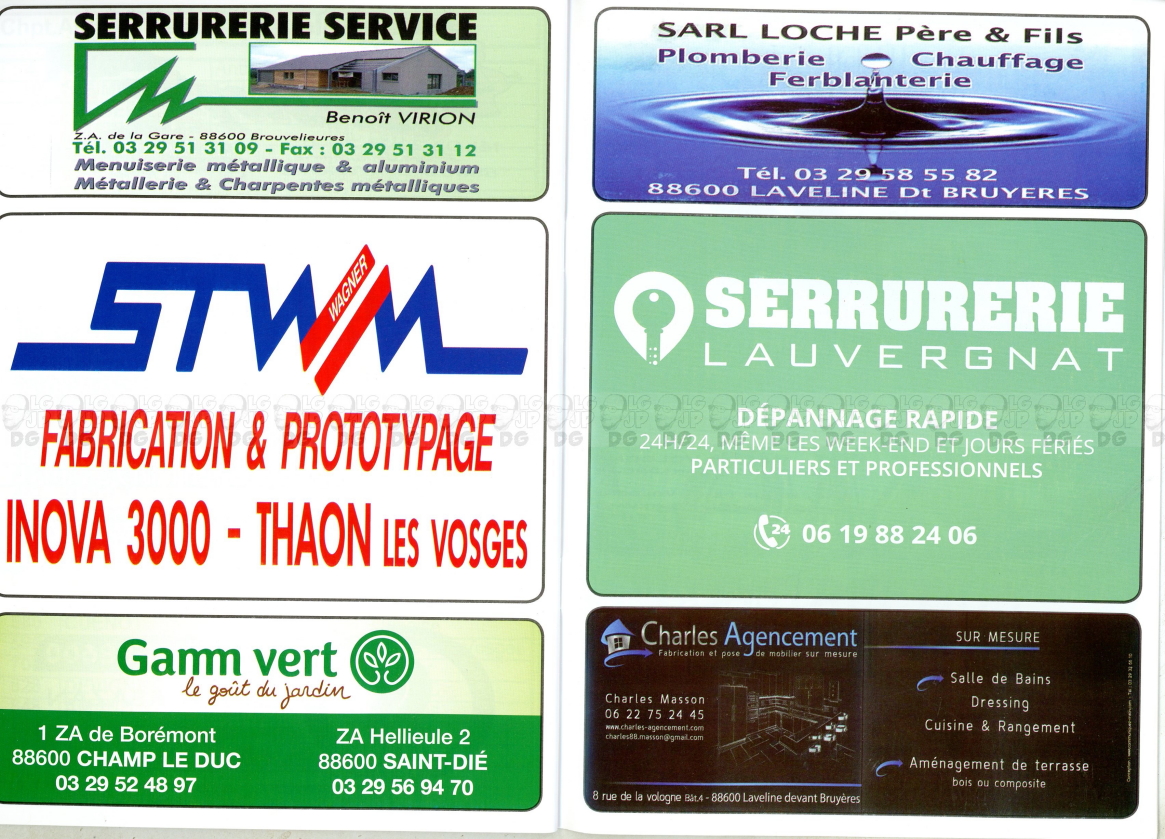 SERRURERIE SERVICE
Benoît VIRION
Z.A. de la Gare - 88600 Brouvelieures
Tél. 03 29 51 31 09 - Fax : 03 29 51 31 12
Menuiserie métallique & aluminium
Métallerie & Charpentes métalliques
STWM
WAGNER
FABRICATION & PROTOTYPAGE
INOVA 3000 - THAON LES VOSGES
Gamm vert
le goût du jardin
1 ZA de Borémont
88600 CHAMP LE DUC
03 29 52 48 97
ZA Hellieule 2
88600 SAINT-DIÉ
03 29 56 94 70
SARL LOCHE Père & Fils
Plomberie Chauffage
Ferblanterie
Tél. 03 29 58 55 82
88600 LAVELINE Dt BRUYERES
SERRURERIE
LAUVERGNAT
DÉPANNAGE RAPIDE
24H/24, MÊME LES WEEK-END ET JOURS FÉRIÉS
PARTICULIERS ET PROFESSIONNELS
24 06 19 88 24 06
Charles Agencement
Fabrication et pose de mobilier sur mesure
Charles Masson
06 22 75 24 45
www.charles-agencement.com
charles88.masson@gmail.com
8 rue de la vologne Bât.4 - 88600 Laveline devant Bruyères
SUR MESURE
Salle de Bains
Dressing
Cuisine & Rangement
Aménagement de terrasse
bois ou composite
LG JP DG